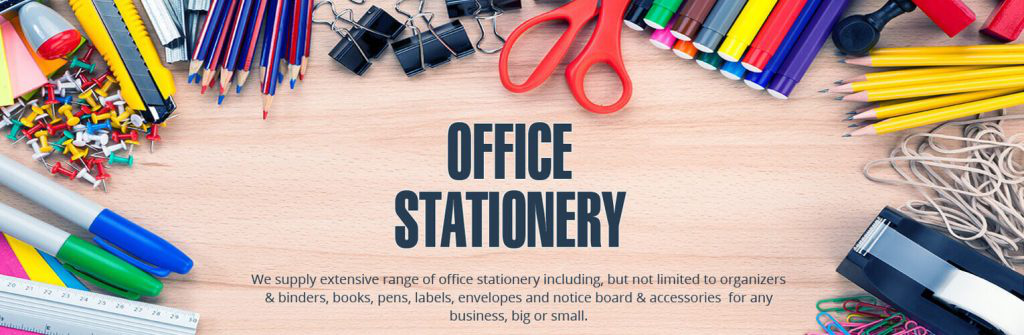 OFFICE
STATIONERY
We supply extensive range of office stationery including, but not limited to organizers
& binders, books, pens, labels, envelopes and notice board & accessories for any
business, big or small.